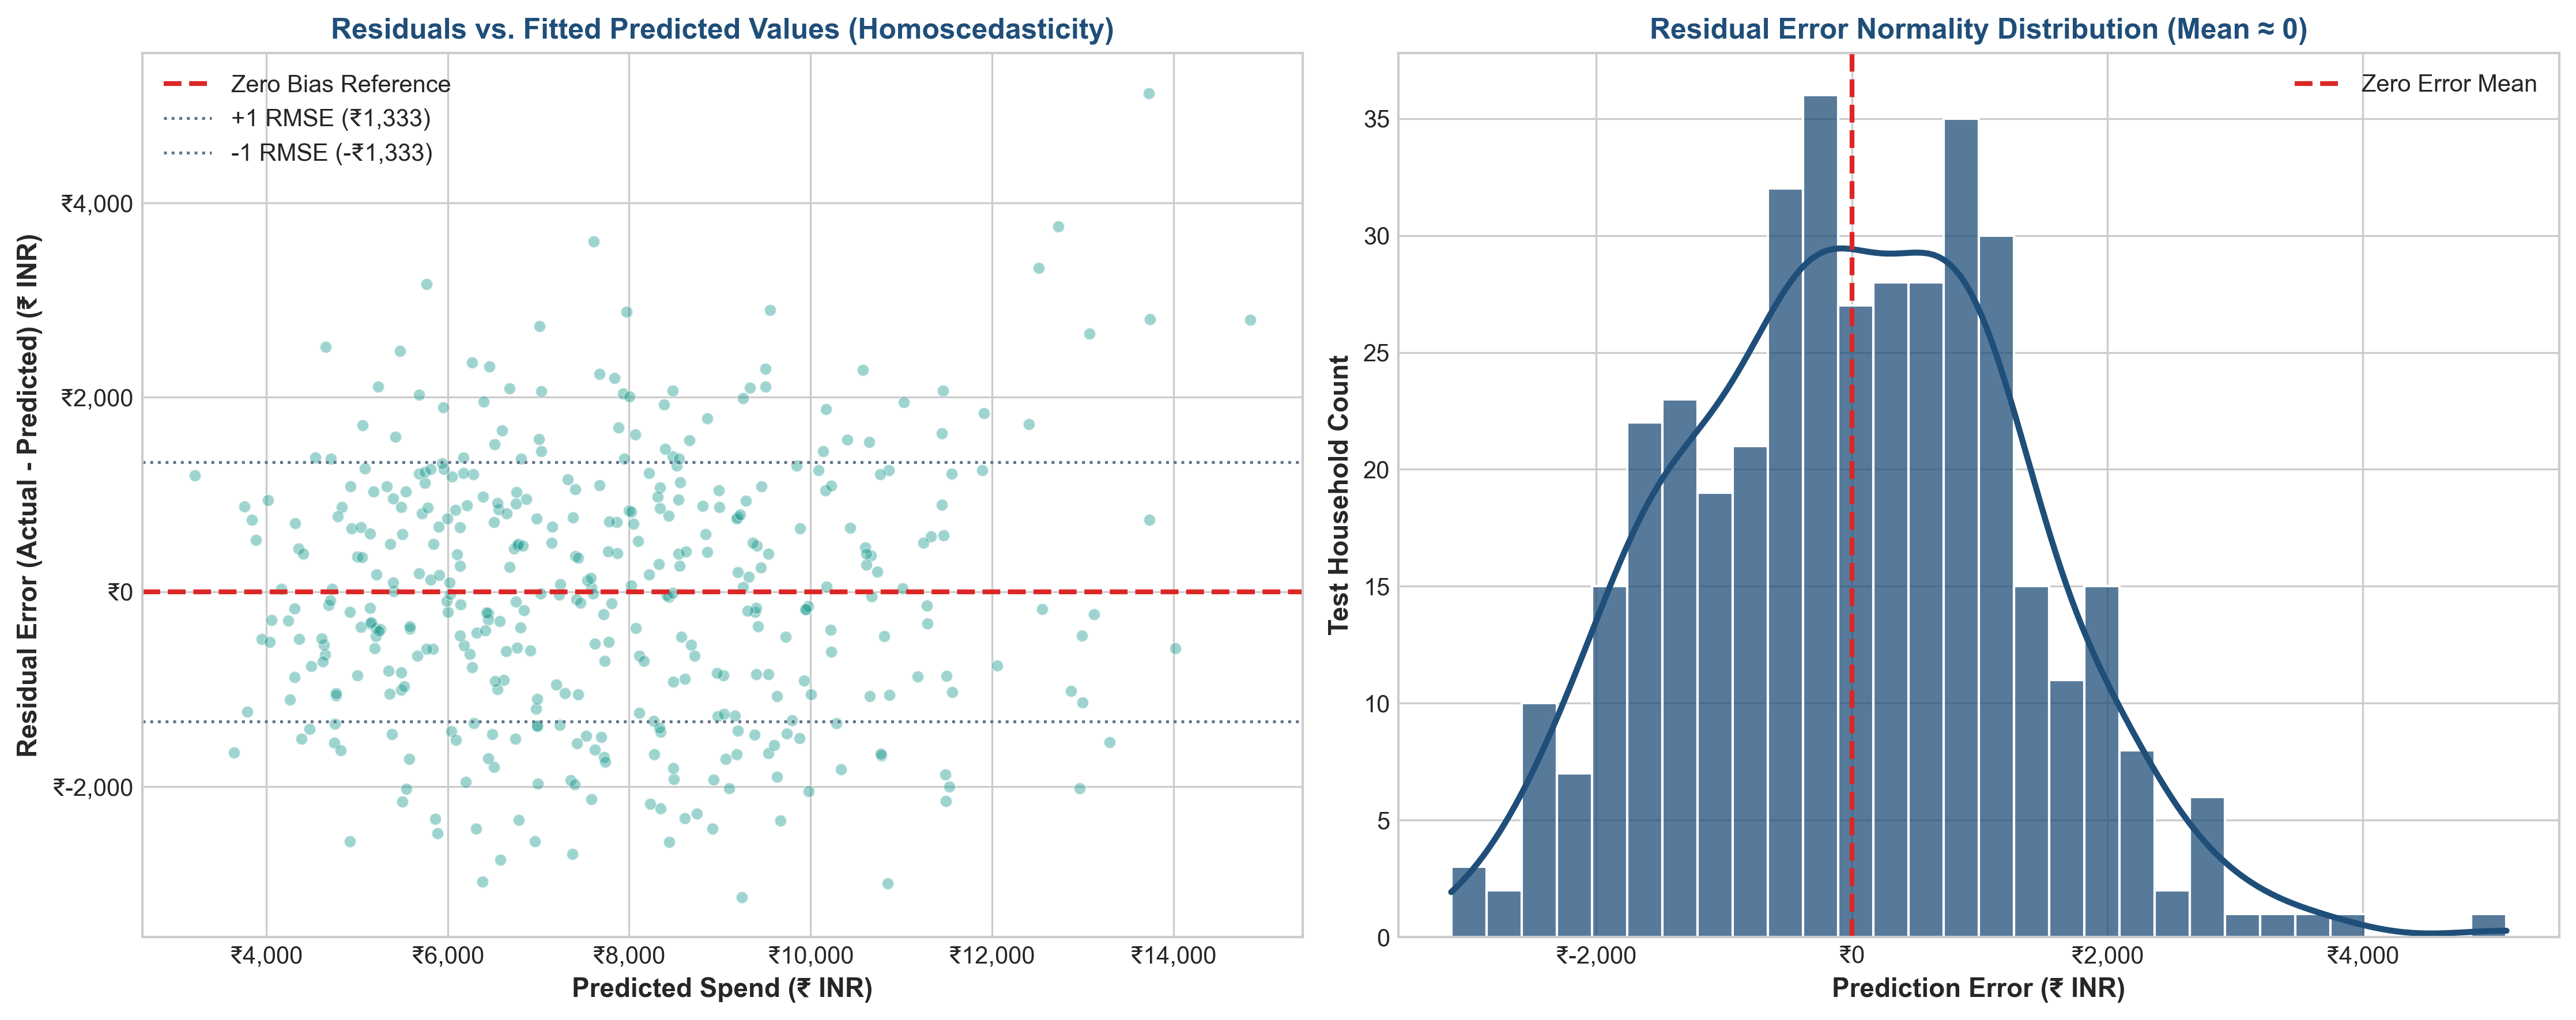 Residuals vs. Fitted Predicted Values (Homoscedasticity)
Zero Bias Reference
+1 RMSE (₹1,333)
-1 RMSE (-₹1,333)
Residual Error (Actual - Predicted) (₹ INR)
₹4,000
₹2,000
₹0
₹-2,000
₹4,000 ₹6,000 ₹8,000 ₹10,000 ₹12,000 ₹14,000
Predicted Spend (₹ INR)
Residual Error Normality Distribution (Mean ≈ 0)
Zero Error Mean
Test Household Count
35
30
25
20
15
10
5
0
₹-2,000 ₹0 ₹2,000 ₹4,000
Prediction Error (₹ INR)